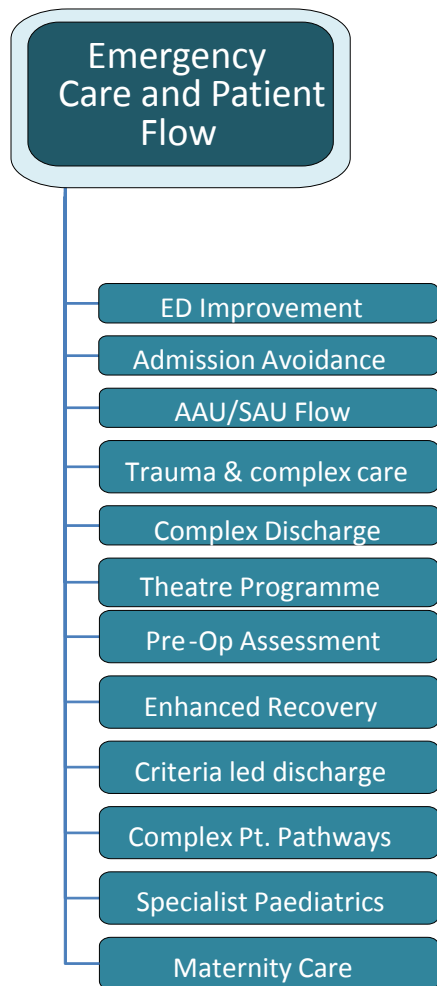 Emergency
Care and Patient
Flow
ED Improvement
Admission Avoidance
AAU/SAU Flow
Trauma & complex care
Complex Discharge
Theatre Programme
Pre-Op Assessment
Enhanced Recovery
Criteria led discharge
Complex Pt. Pathways
Specialist Paediatrics
Maternity Care